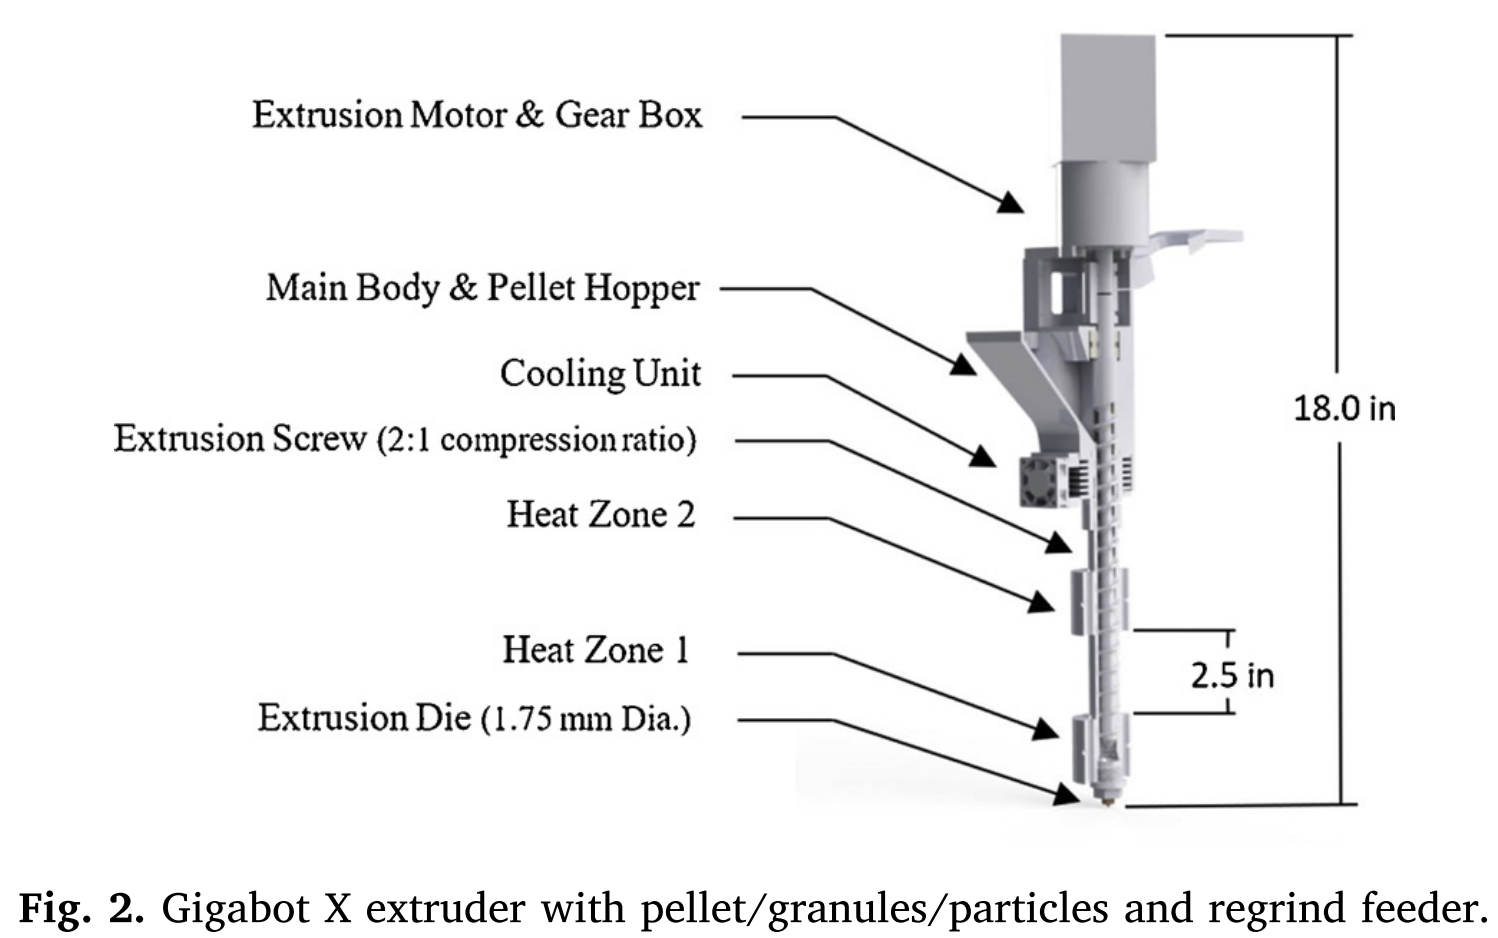 Extrusion Motor & Gear Box
Main Body & Pellet Hopper
Cooling Unit
18.0 in
Extrusion Screw (2:1 compression ratio)
Heat Zone 2
Heat Zone 1
2.5 in
Extrusion Die (1.75 mm Dia.)
Fig. 2. Gigabot X extruder with pellet/granules/particles and regrind feeder.